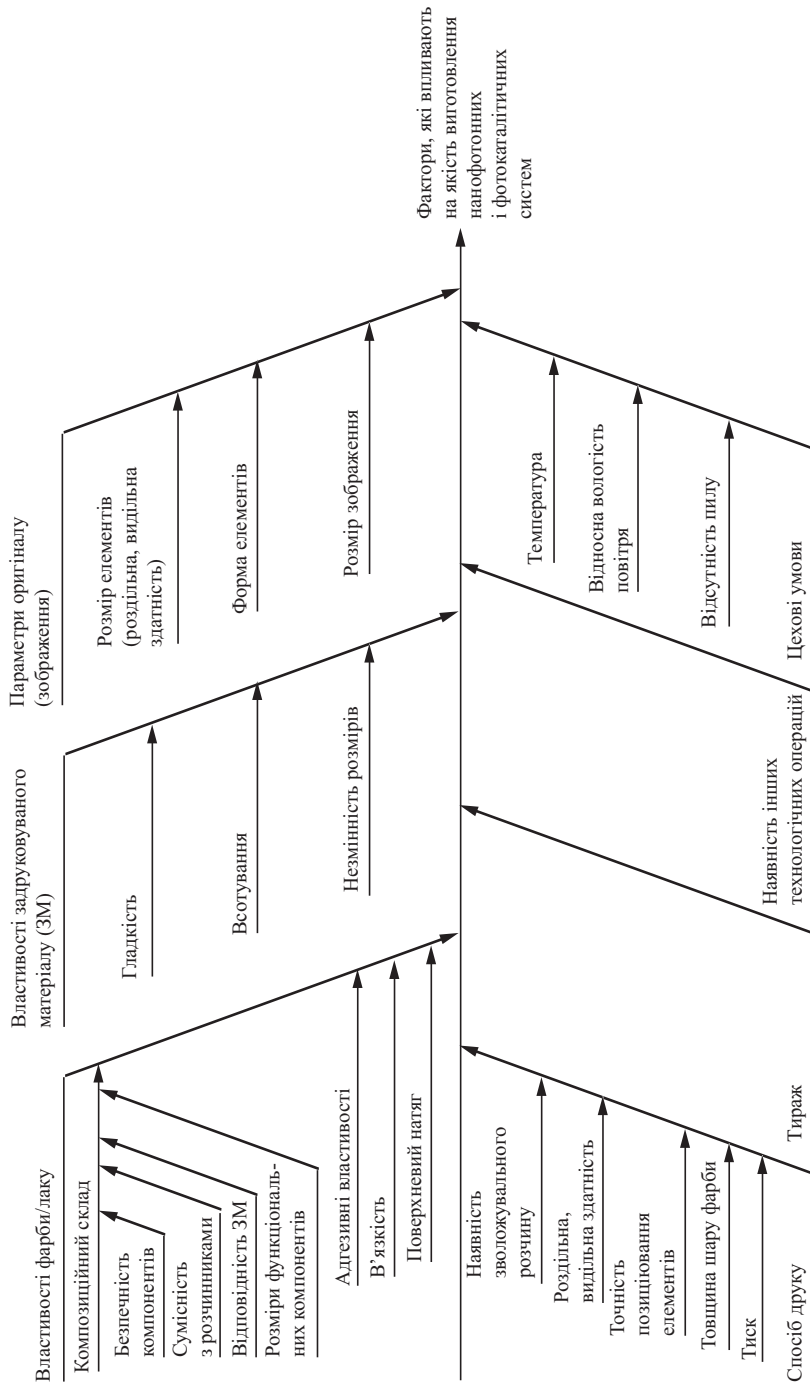 Властивості фарби/лаку
Композиційний склад
Безпечність
компонентів
Сумісність
з розчинниками
Відповідність ЗМ
Розміри функціональ-
них компонентів
Адгезивні властивості
В’язкість
Поверхневий натяг
Властивості задруковуваного
матеріалу (ЗМ)
Гладкість
Всотування
Незмінність розмірів
Параметри оригіналу
(зображення)
Розмір елементів
(роздільна, видільна
здатність)
Форма елементів
Розмір зображення
Фактори, які впливають
на якість виготовлення
нанофотонних
і фотокаталітичних
систем
Наявність
зволожувального
розчину
Роздільна,
видільна здатність
Точність
позиціювання
елементів
Товщина шару фарби
Тиск
Спосіб друку
Тираж
Наявність інших
технологічних операцій
Температура
Відносна вологість
повітря
Відсутність пилу
Цехові умови